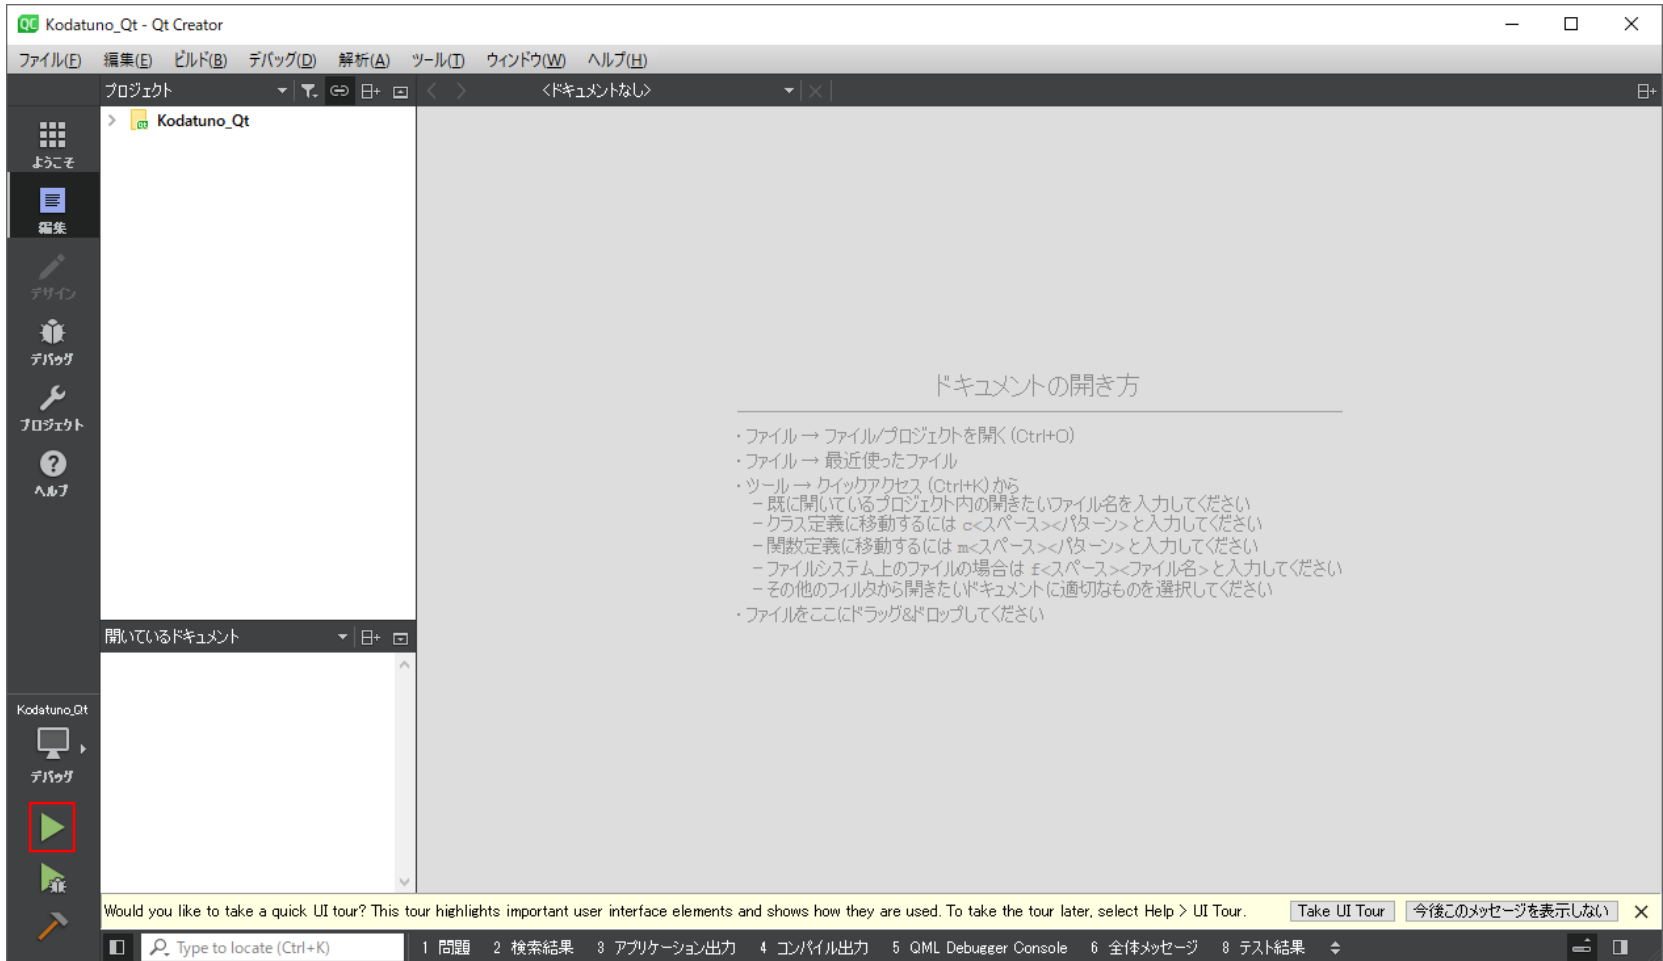 Kodatuno_Qt - Qt Creator
ファイル(F) 編集(E) ビルド(B) デバッグ(D) 解析(A) ツール(T) ウィンドウ(W) ヘルプ(H)
プロジェクト
<ドキュメントなし>
Kodatuno_Qt
ようこそ
編集
デザイン
デバッグ
プロジェクト
ヘルプ
ドキュメントの開き方
・ファイル → ファイル/プロジェクトを開く (Ctrl+O)
・ファイル → 最近使ったファイル
・ツール → クイックアクセス (Ctrl+K) から
－既に開いているプロジェクト内の開きたいファイル名を入力してください
－クラス定義に移動するには c<スペース><パターン> と入力してください
－関数定義に移動するには m<スペース><パターン> と入力してください
－ファイルシステム上のファイルの場合は f<スペース><ファイル名> と入力してください
－その他のフィルタから開きたいドキュメントに適切なものを選択してください
・ファイルをここにドラッグ&ドロップしてください
開いているドキュメント
Kodatuno_Qt
デバッグ
Would you like to take a quick UI tour? This tour highlights important user interface elements and shows how they are used. To take the tour later, select Help > UI Tour. Take UI Tour 今後このメッセージを表示しない
Type to locate (Ctrl+K) 1 問題 2 検索結果 3 アプリケーション出力 4 コンパイル出力 5 QML Debugger Console 6 全体メッセージ 8 テスト結果